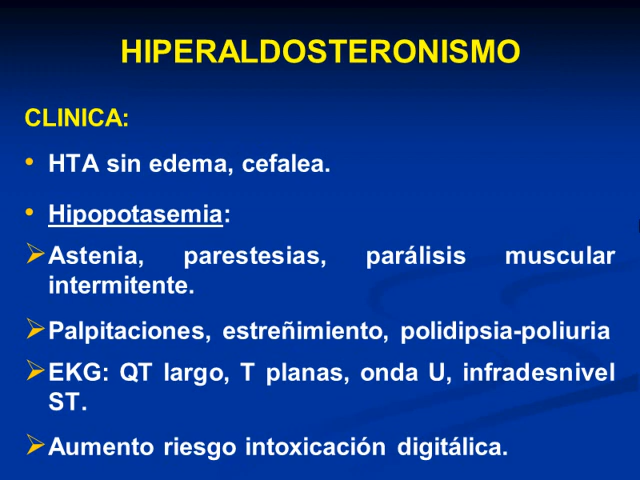 HIPERALDOSTERONISMO
CLINICA:
• HTA sin edema, cefalea.
• Hipopotasemia:
➢ Astenia, parestesias, parálisis muscular
intermitente.
➢ Palpitaciones, estreñimiento, polidipsia-poliuria
➢ EKG: QT largo, T planas, onda U, infradesnivel
ST.
➢ Aumento riesgo intoxicación digitálica.